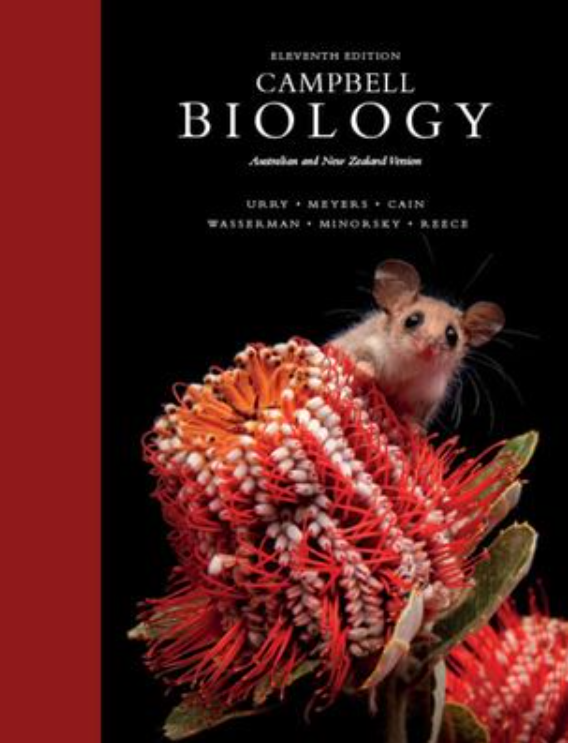 ELEVENTH EDITION
CAMPBELL
BIOLOGY
Australian and New Zealand Version
URRY • MEYERS • CAIN
WASSERMAN • MINORSKY • REECE